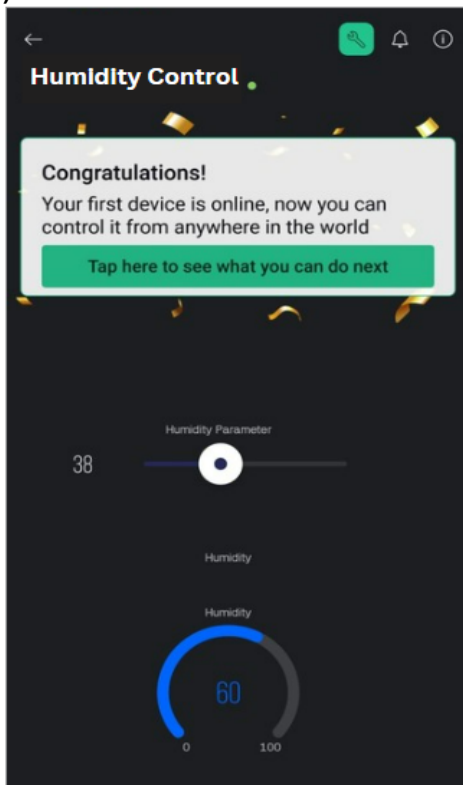 Humidity Control
Congratulations!
Your first device is online, now you can
control it from anywhere in the world
Tap here to see what you can do next
Humidity Parameter
38
Humidity
Humidity
60
0 100